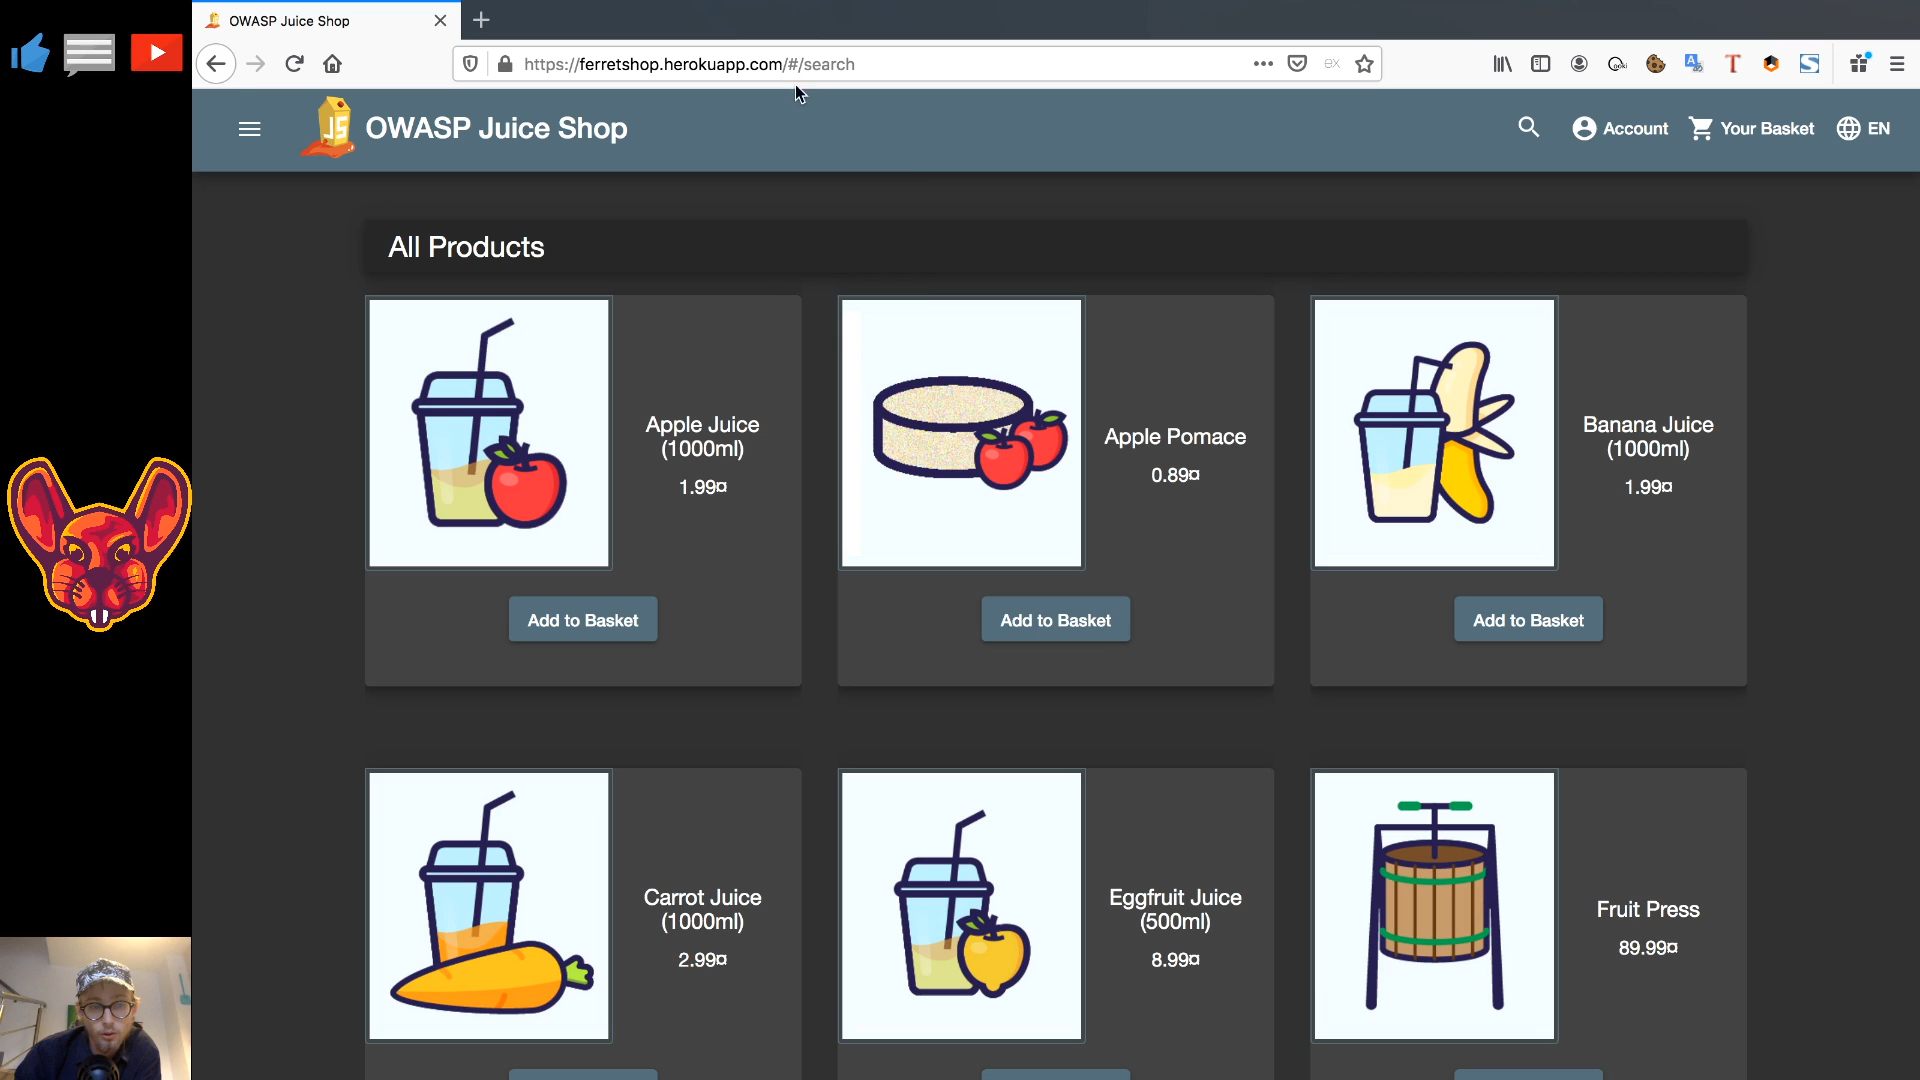 OWASP Juice Shop
https://ferretshop.herokuapp.com/#/search
JS
OWASP Juice Shop
Account
Your Basket
EN
All Products
Apple Juice
(1000ml)
1.99¤
Add to Basket
Apple Pomace
0.89¤
Add to Basket
Banana Juice
(1000ml)
1.99¤
Add to Basket
Carrot Juice
(1000ml)
2.99¤
Eggfruit Juice
(500ml)
8.99¤
Fruit Press
89.99¤